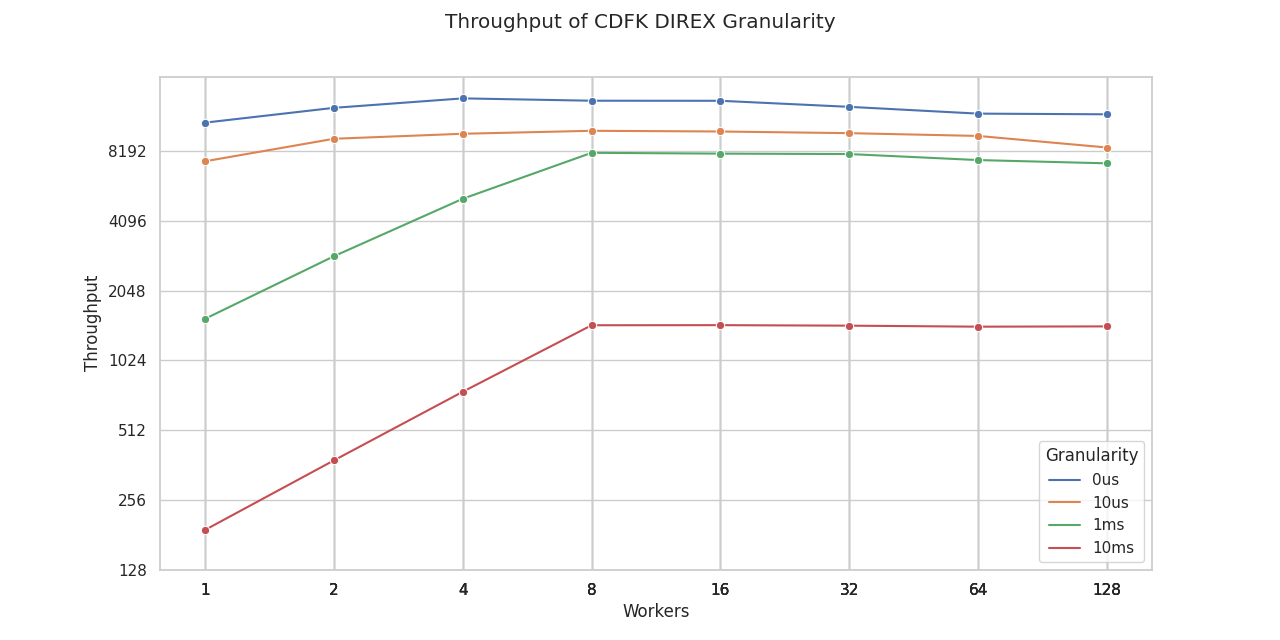 Throughput of CDFK DIREX Granularity
Throughput
8192
4096
2048
1024
512
256
128
Granularity
0us
10us
1ms
10ms
1 2 4 8 16 32 64 128
Workers